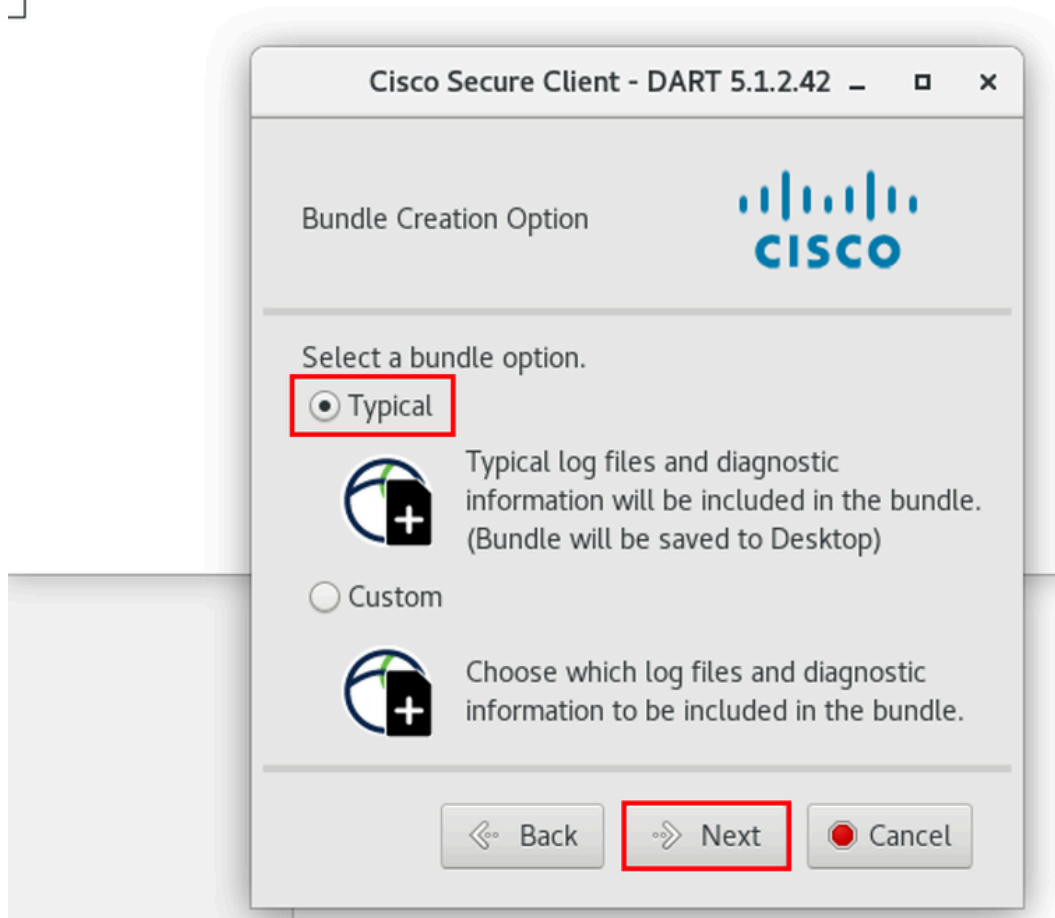 Cisco Secure Client - DART 5.1.2.42
Bundle Creation Option
CISCO
Select a bundle option.
Typical
Typical log files and diagnostic
information will be included in the bundle.
(Bundle will be saved to Desktop)
Custom
Choose which log files and diagnostic
information to be included in the bundle.
Back Next Cancel